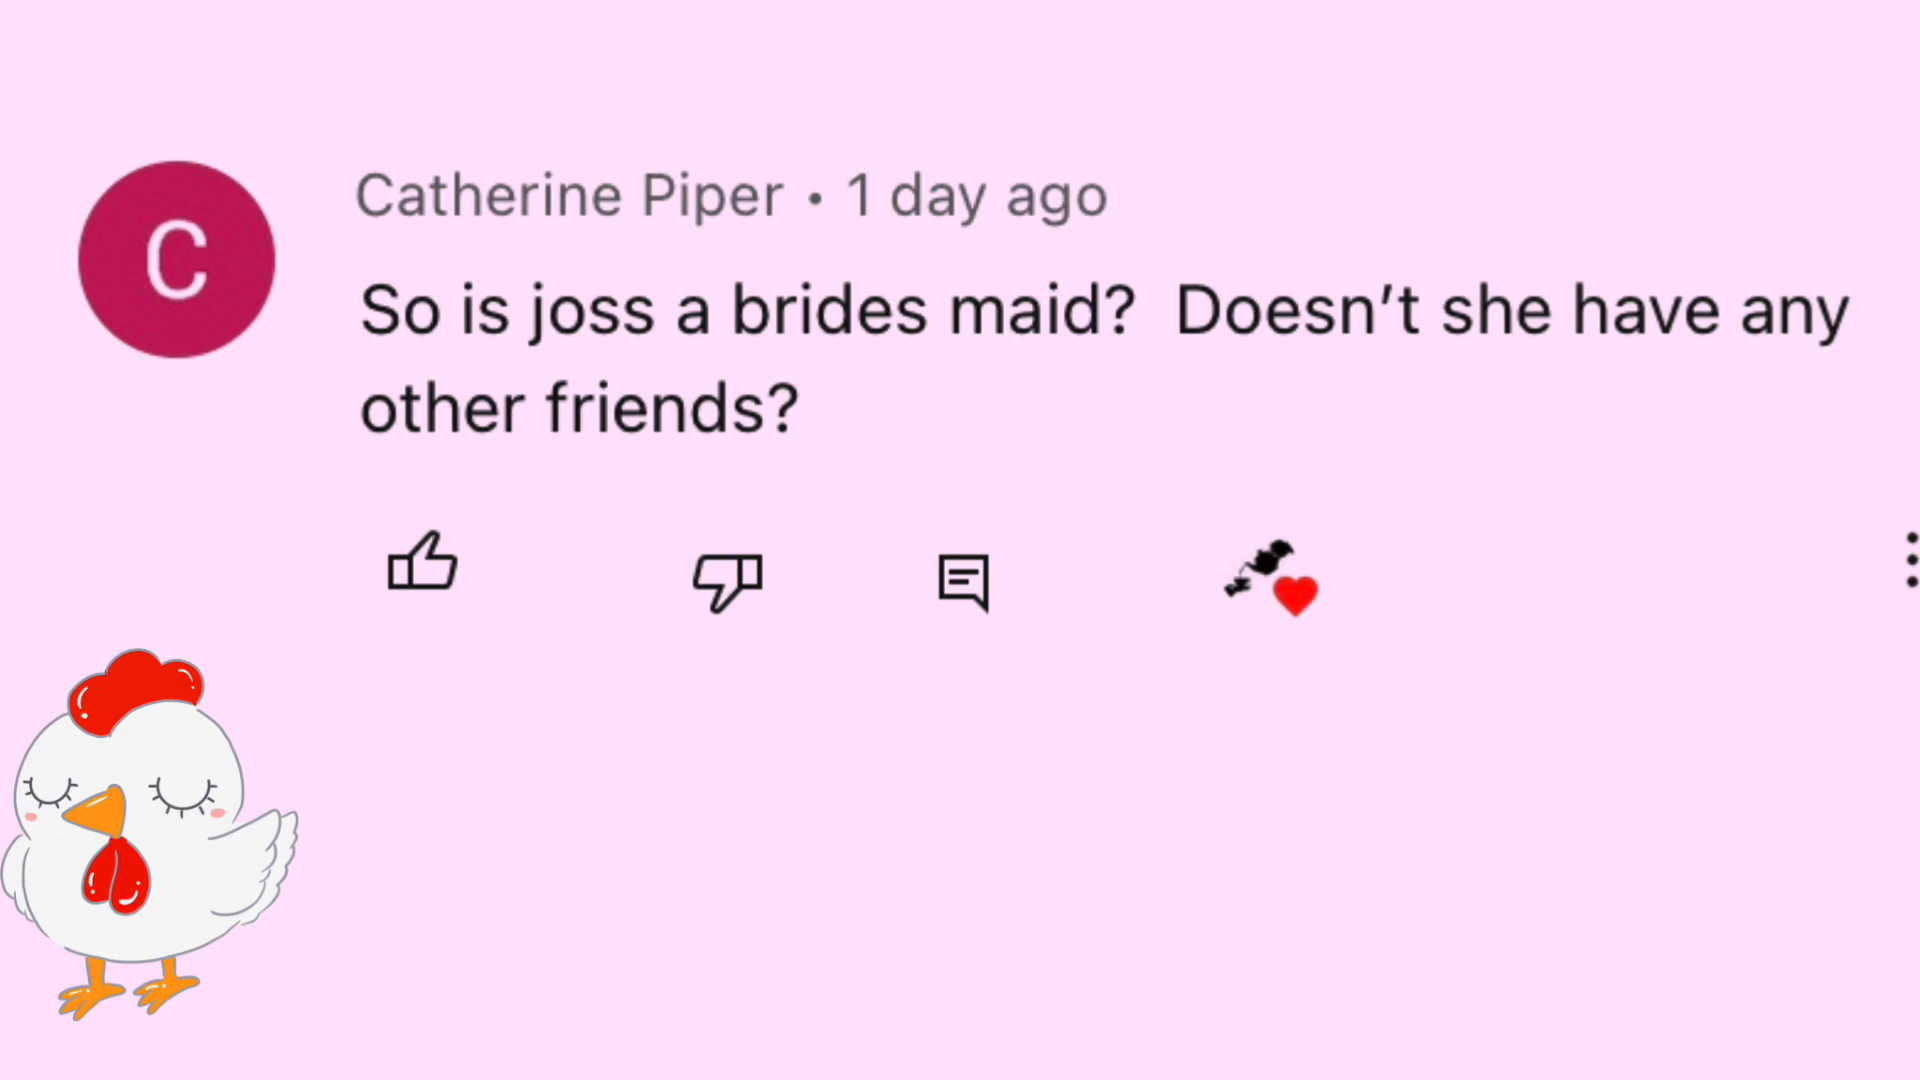 C
Catherine Piper • 1 day ago
So is joss a brides maid?  Doesn't she have any
other friends?